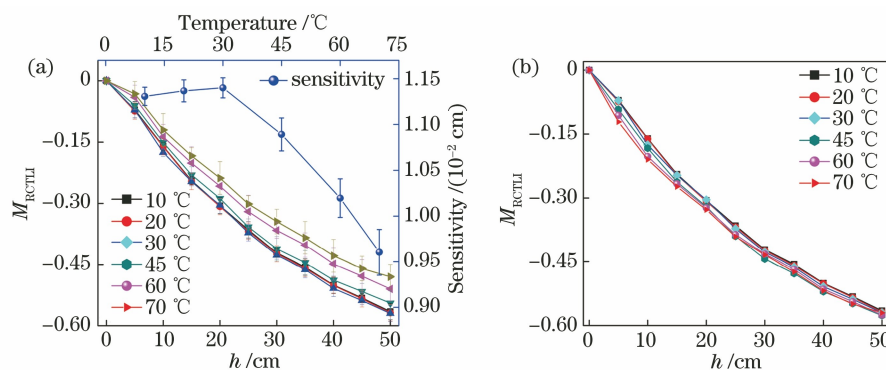 Temperature /℃
0 15 30 45 60 75
(a)
sensitivity
0
−0.15
−0.30
−0.45
−0.60
M_RCTLI
10 ℃
20 ℃
30 ℃
45 ℃
60 ℃
70 ℃
1.15
1.10
1.05
1.00
0.95
0.90
Sensitivity /(10⁻² cm)
0 10 20 30 40 50
h /cm
(b)
0
−0.15
−0.30
−0.45
−0.60
M_RCTLI
10 ℃
20 ℃
30 ℃
45 ℃
60 ℃
70 ℃
0 10 20 30 40 50
h /cm